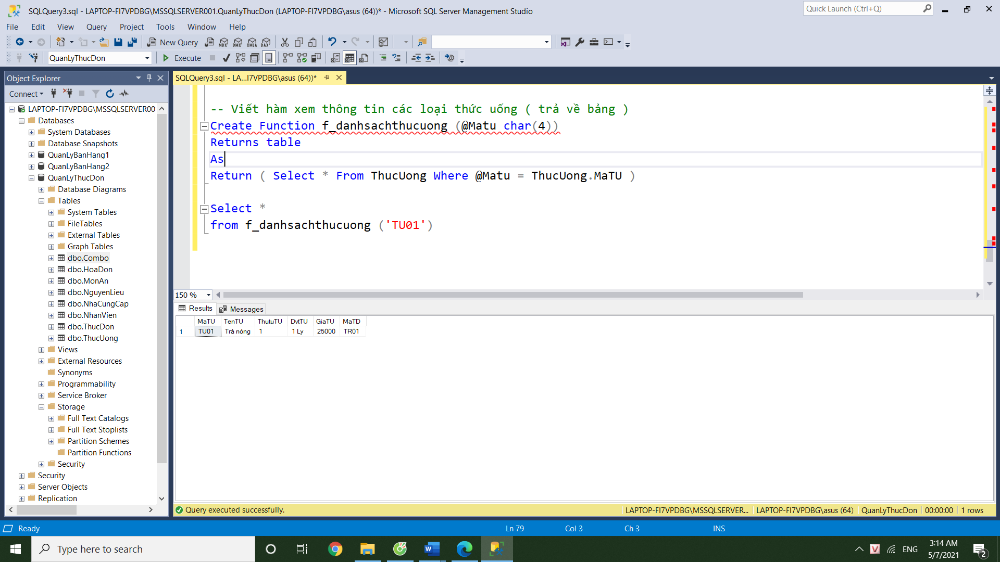 SQLQuery3.sql - LAPTOP-FI7VPDBG\MSSQLSERVER001.QuanLyThucDon (LAPTOP-FI7VPDBG\asus (64))* - Microsoft SQL Server Management Studio
Quick Launch (Ctrl+Q)
File Edit View Query Project Tools Window Help
New Query
MDX DMX XMLA DAX
QuanLyThucDon
Execute
Object Explorer
Connect
LAPTOP-FI7VPDBG\MSSQLSERVER00
Databases
System Databases
Database Snapshots
QuanLyBanHang1
QuanLyBanHang2
QuanLyThucDon
Database Diagrams
Tables
System Tables
FileTables
External Tables
Graph Tables
dbo.Combo
dbo.HoaDon
dbo.MonAn
dbo.NguyenLieu
dbo.NhaCungCap
dbo.NhanVien
dbo.ThucDon
dbo.ThucUong
Views
External Resources
Synonyms
Programmability
Service Broker
Storage
Full Text Catalogs
Full Text Stoplists
Partition Schemes
Partition Functions
Security
Security
Server Objects
Replication
SQLQuery3.sql - LA...I7VPDBG\asus (64))*
-- Viết hàm xem thông tin các loại thức uống ( trả về bảng )
Create Function f_danhsachthucuong (@Matu char(4))
Returns table
As
Return ( Select * From ThucUong Where @Matu = ThucUong.MaTU )
Select *
from f_danhsachthucuong ('TU01')
150 %
Results Messages
MaTU TenTU ThutuTU DvtTU GiaTU MaTD
1 TU01 Trà nóng 1 1 Ly 25000 TR01
Query executed successfully.
LAPTOP-FI7VPDBG\MSSQLSERVER... LAPTOP-FI7VPDBG\asus (64) QuanLyThucDon 00:00:00 1 rows
Ready
Ln 79 Col 3 Ch 3 INS
Type here to search
ENG
3:14 AM
5/7/2021
2